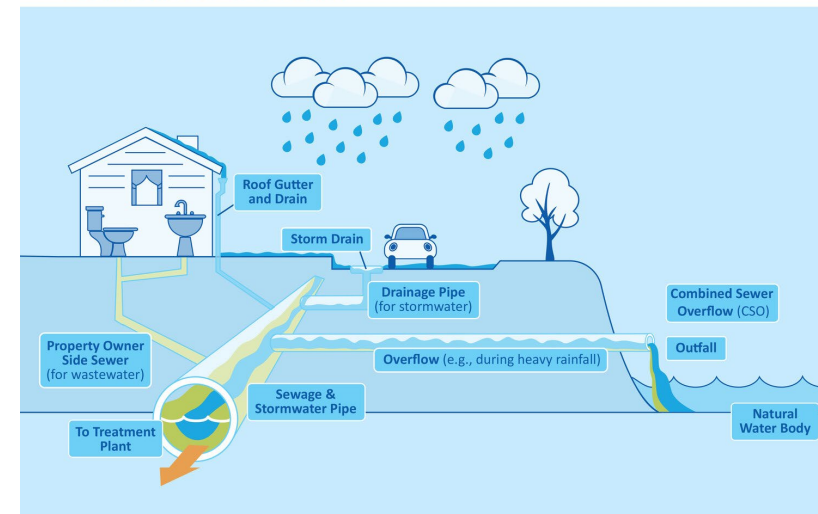 Roof Gutter
and Drain
Storm Drain
Drainage Pipe
(for stormwater)
Combined Sewer
Overflow (CSO)
Property Owner
Side Sewer
(for wastewater)
Overflow (e.g., during heavy rainfall)
Outfall
Sewage &
Stormwater Pipe
To Treatment
Plant
Natural
Water Body